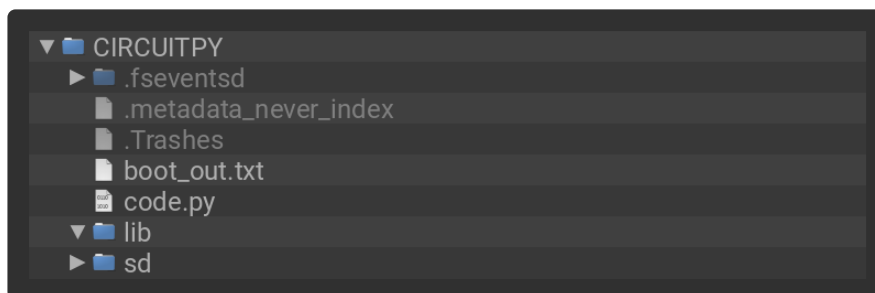 CIRCUITPY
.fseventsd
.metadata_never_index
.Trashes
boot_out.txt
code.py
lib
sd